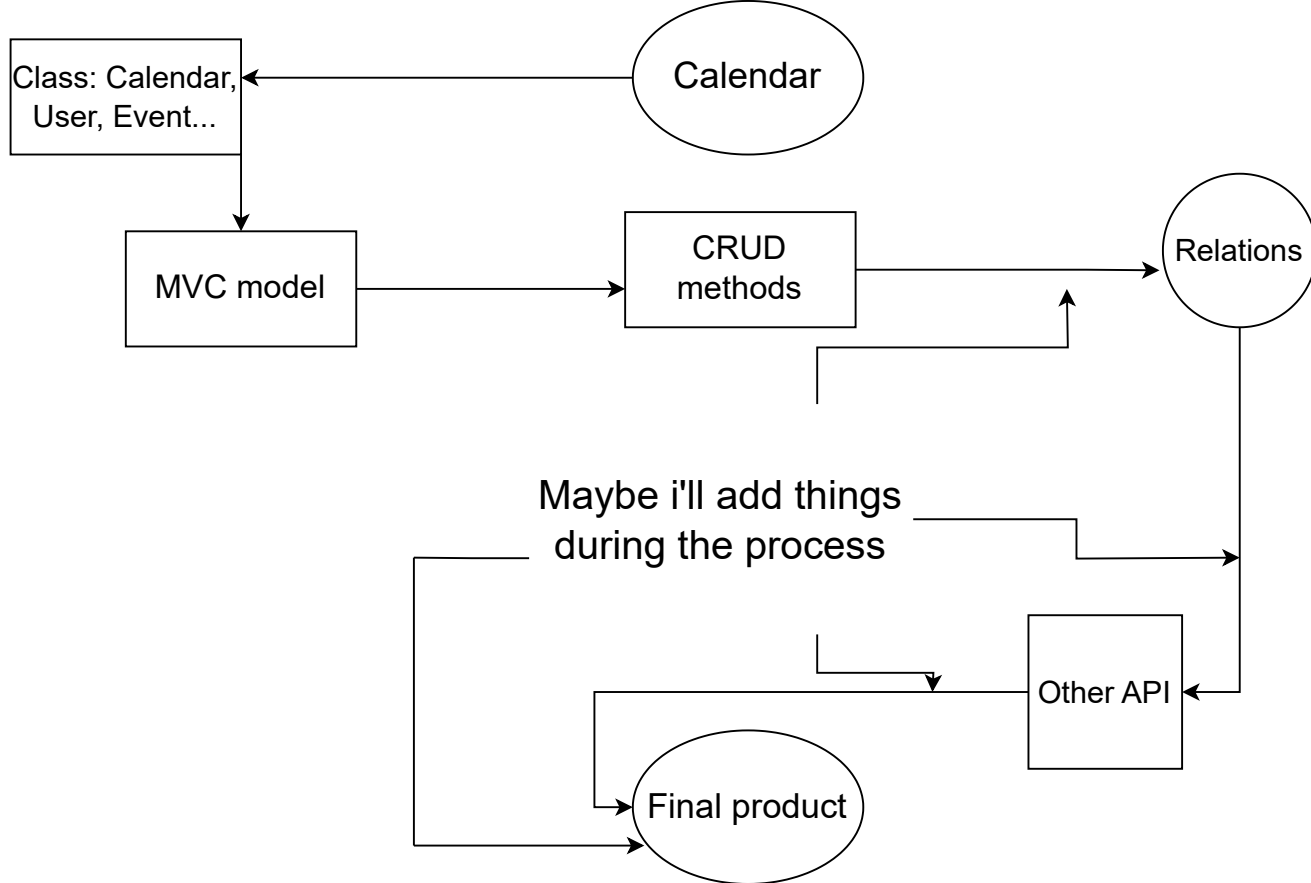 Calendar
Class: Calendar,
User, Event...
MVC model
CRUD
methods
Relations
Maybe i'll add things
during the process
Other API
Final product